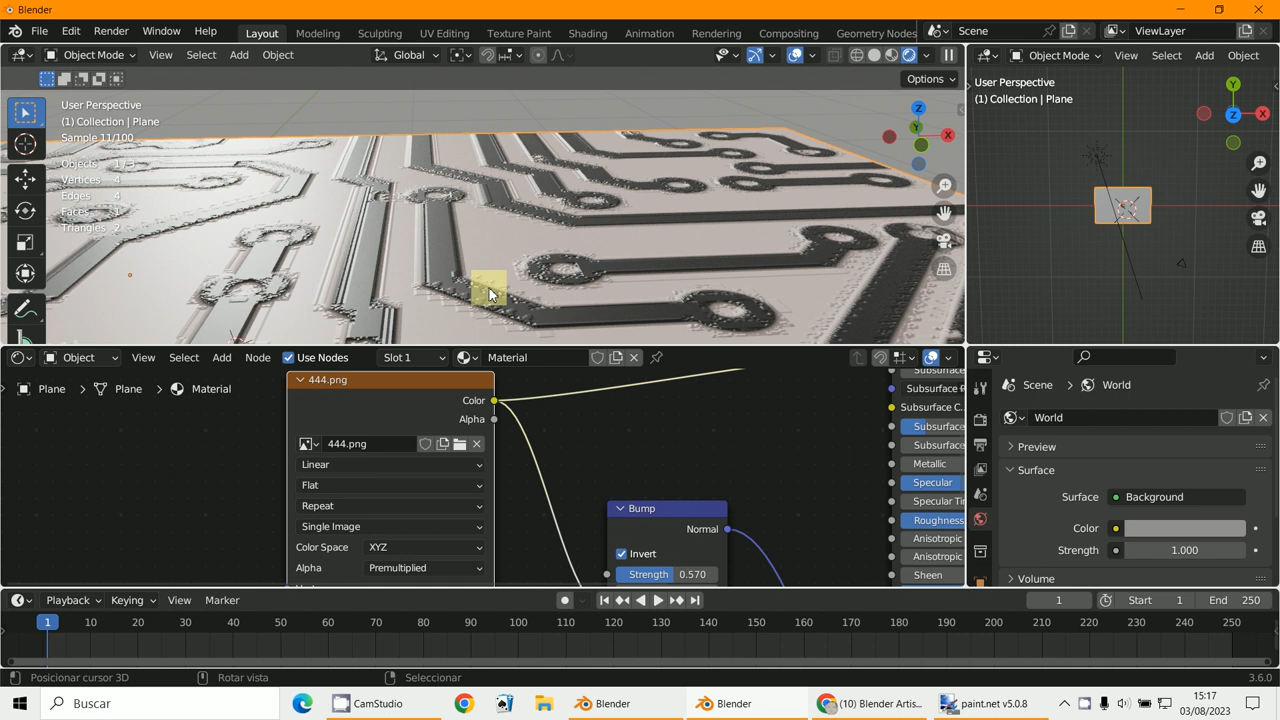 Blender
File Edit Render Window Help
Layout Modeling Sculpting UV Editing Texture Paint Shading Animation Rendering Compositing Geometry Nodes
Scene
ViewLayer
Object Mode View Select Add Object
Global
Object Mode View Select Add Object
Options
User Perspective
(1) Collection | Plane
Sample 11/100
Objects 1/3
Vertices 4
Edges 4
Faces 1
Triangles 2
Z
Y
X
User Perspective
(1) Collection | Plane
Y
Z
X
Object View Select Add Node Use Nodes Slot 1 Material
Plane > Plane > Material
444.png
Color
Alpha
444.png
Linear
Flat
Repeat
Single Image
Color Space XYZ
Alpha Premultiplied
Bump
Normal
Invert
Strength 0.570
Subsurface C..
Subsurface
Subsurface
Metallic
Specular
Roughness
Anisotropic
Anisotropic
Sheen
Scene > World
World
Preview
Surface
Surface Background
Color
Strength 1.000
Volume
Playback Keying View Marker
1 Start 1 End 250
1 10 20 30 40 50 60 70 80 90 100 110 120 130 140 150 160 170 180 190 200 210 220 230 240 250
Posicionar cursor 3D Rotar vista Seleccionar 3.6.0
Buscar
CamStudio
Blender
Blender
(10) Blender Artis...
paint.net v5.0.8
15:17
03/08/2023